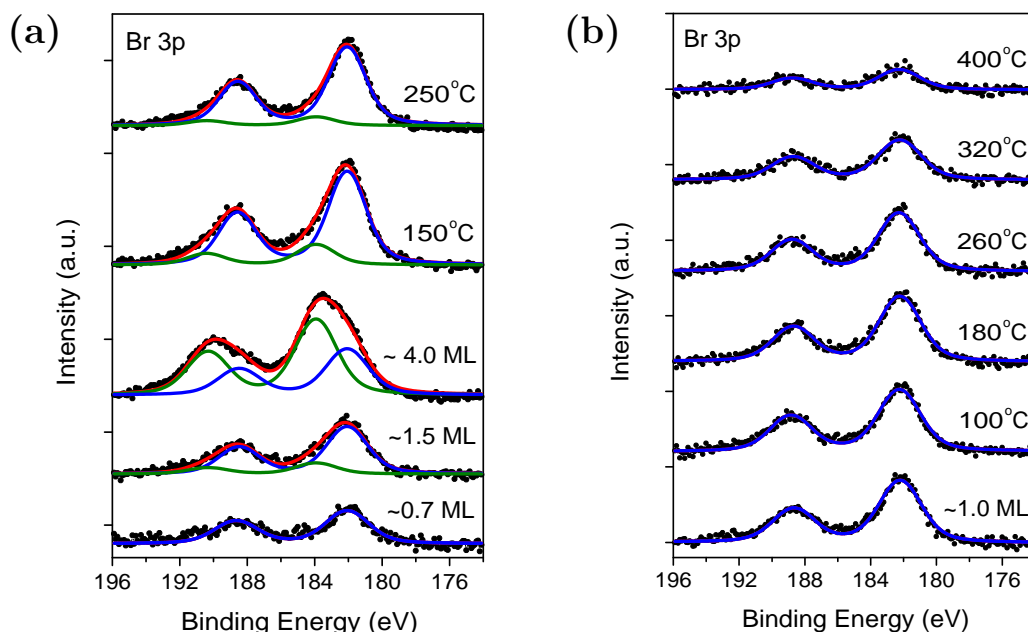 (a)
Br 3p
250°C
150°C
~ 4.0 ML
~1.5 ML
~0.7 ML
Intensity (a.u.)
196 192 188 184 180 176
Binding Energy (eV)
(b)
Br 3p
400°C
320°C
260°C
180°C
100°C
~1.0 ML
Intensity (a.u.)
196 192 188 184 180 176
Binding Energy (eV)